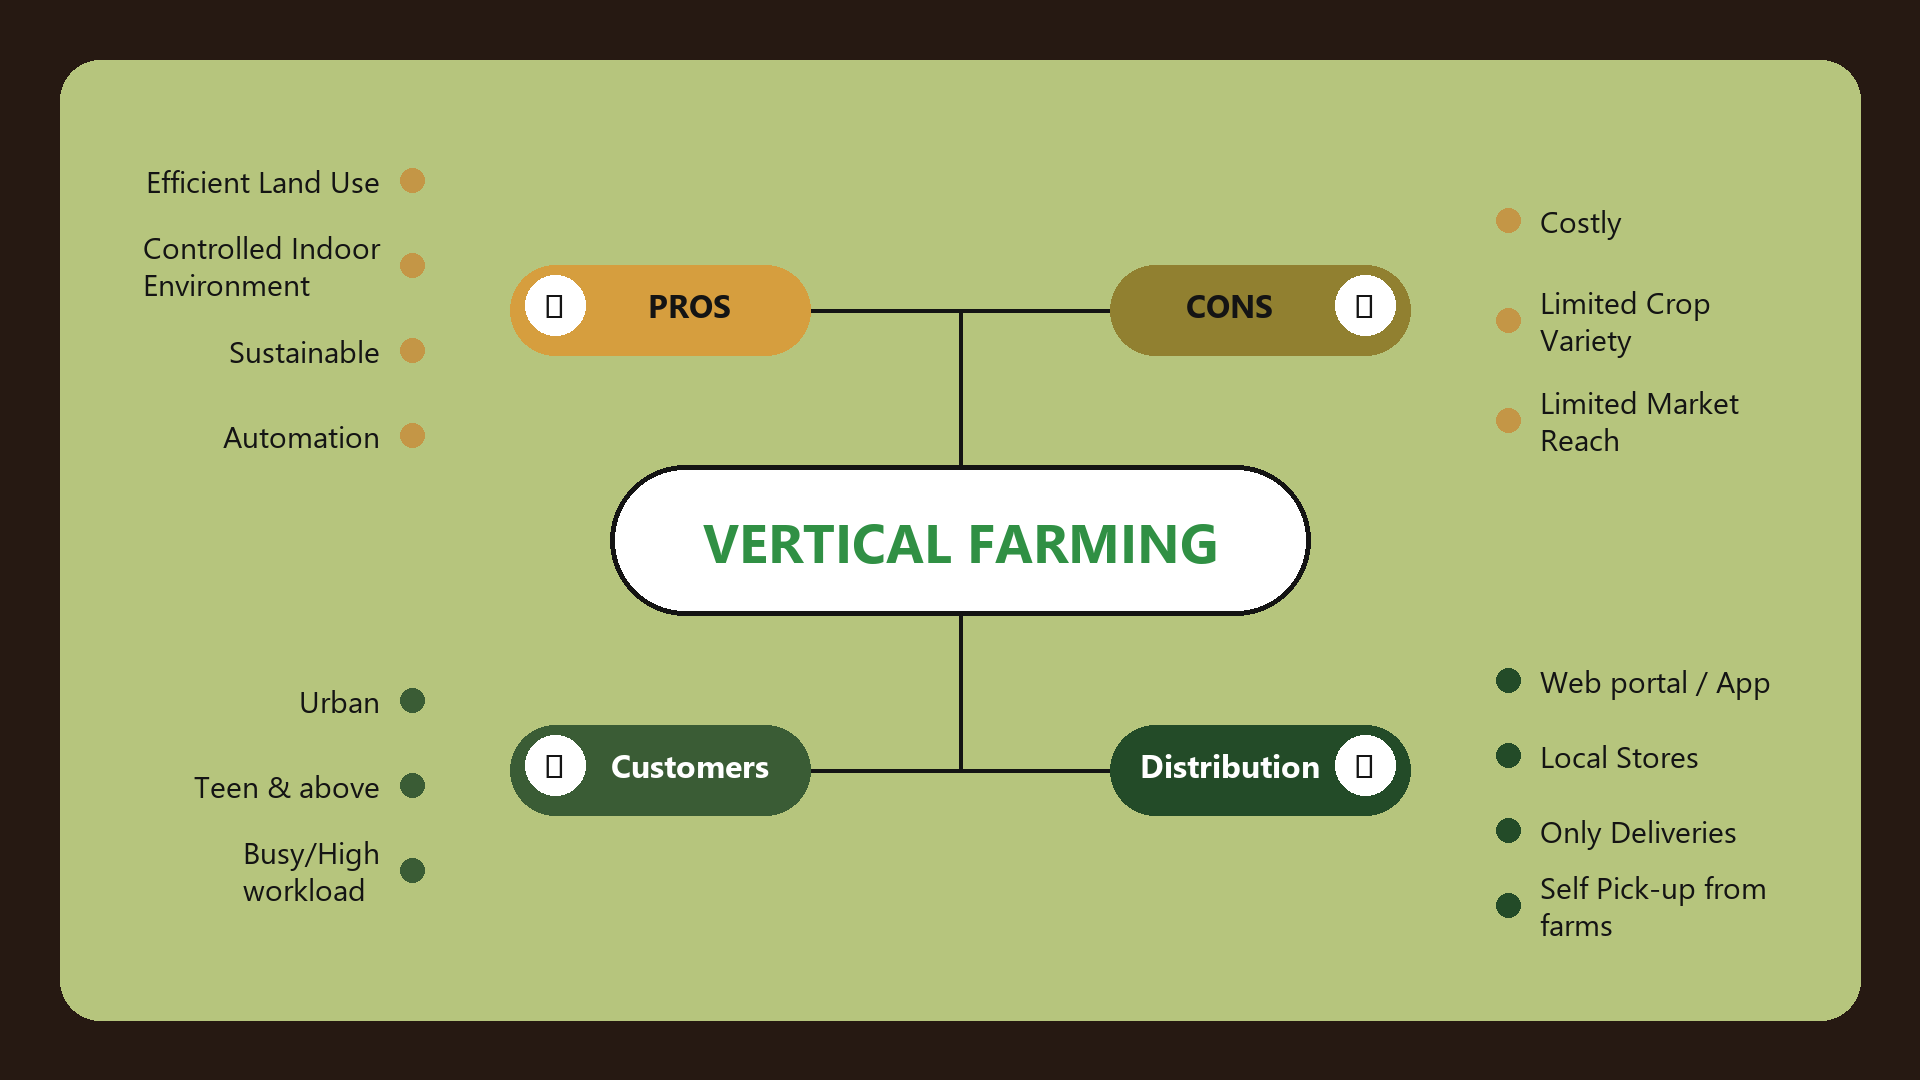 Efficient Land Use
Controlled Indoor
Environment
Sustainable
Automation
PROS
CONS
Costly
Limited Crop
Variety
Limited Market
Reach
VERTICAL FARMING
Urban
Teen & above
Busy/High
workload
Customers
Distribution
Web portal / App
Local Stores
Only Deliveries
Self Pick-up from
farms